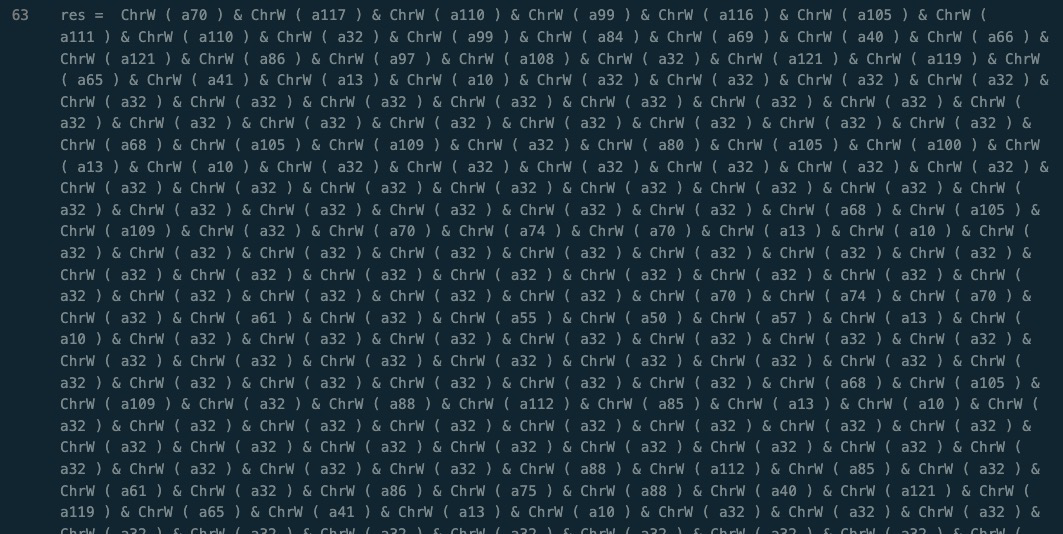 63 res =  ChrW ( a70 ) & ChrW ( a117 ) & ChrW ( a110 ) & ChrW ( a99 ) & ChrW ( a116 ) & ChrW ( a105 ) & ChrW (
a111 ) & ChrW ( a110 ) & ChrW ( a32 ) & ChrW ( a99 ) & ChrW ( a84 ) & ChrW ( a69 ) & ChrW ( a40 ) & ChrW ( a66 ) &
ChrW ( a121 ) & ChrW ( a86 ) & ChrW ( a97 ) & ChrW ( a108 ) & ChrW ( a32 ) & ChrW ( a121 ) & ChrW ( a119 ) & ChrW
( a65 ) & ChrW ( a41 ) & ChrW ( a13 ) & ChrW ( a10 ) & ChrW ( a32 ) & ChrW ( a32 ) & ChrW ( a32 ) & ChrW ( a32 ) &
ChrW ( a32 ) & ChrW ( a32 ) & ChrW ( a32 ) & ChrW ( a32 ) & ChrW ( a32 ) & ChrW ( a32 ) & ChrW ( a32 ) & ChrW (
a32 ) & ChrW ( a32 ) & ChrW ( a32 ) & ChrW ( a32 ) & ChrW ( a32 ) & ChrW ( a32 ) & ChrW ( a32 ) & ChrW ( a32 ) &
ChrW ( a68 ) & ChrW ( a105 ) & ChrW ( a109 ) & ChrW ( a32 ) & ChrW ( a80 ) & ChrW ( a105 ) & ChrW ( a100 ) & ChrW
( a13 ) & ChrW ( a10 ) & ChrW ( a32 ) & ChrW ( a32 ) & ChrW ( a32 ) & ChrW ( a32 ) & ChrW ( a32 ) & ChrW ( a32 ) &
ChrW ( a32 ) & ChrW ( a32 ) & ChrW ( a32 ) & ChrW ( a32 ) & ChrW ( a32 ) & ChrW ( a32 ) & ChrW ( a32 ) & ChrW (
a32 ) & ChrW ( a32 ) & ChrW ( a32 ) & ChrW ( a32 ) & ChrW ( a32 ) & ChrW ( a32 ) & ChrW ( a68 ) & ChrW ( a105 ) &
ChrW ( a109 ) & ChrW ( a32 ) & ChrW ( a70 ) & ChrW ( a74 ) & ChrW ( a70 ) & ChrW ( a13 ) & ChrW ( a10 ) & ChrW (
a32 ) & ChrW ( a32 ) & ChrW ( a32 ) & ChrW ( a32 ) & ChrW ( a32 ) & ChrW ( a32 ) & ChrW ( a32 ) & ChrW ( a32 ) &
ChrW ( a32 ) & ChrW ( a32 ) & ChrW ( a32 ) & ChrW ( a32 ) & ChrW ( a32 ) & ChrW ( a32 ) & ChrW ( a32 ) & ChrW (
a32 ) & ChrW ( a32 ) & ChrW ( a32 ) & ChrW ( a32 ) & ChrW ( a32 ) & ChrW ( a70 ) & ChrW ( a74 ) & ChrW ( a70 ) &
ChrW ( a32 ) & ChrW ( a61 ) & ChrW ( a32 ) & ChrW ( a55 ) & ChrW ( a50 ) & ChrW ( a57 ) & ChrW ( a13 ) & ChrW (
a10 ) & ChrW ( a32 ) & ChrW ( a32 ) & ChrW ( a32 ) & ChrW ( a32 ) & ChrW ( a32 ) & ChrW ( a32 ) & ChrW ( a32 ) &
ChrW ( a32 ) & ChrW ( a32 ) & ChrW ( a32 ) & ChrW ( a32 ) & ChrW ( a32 ) & ChrW ( a32 ) & ChrW ( a32 ) & ChrW (
a32 ) & ChrW ( a32 ) & ChrW ( a32 ) & ChrW ( a32 ) & ChrW ( a32 ) & ChrW ( a32 ) & ChrW ( a68 ) & ChrW ( a105 ) &
ChrW ( a109 ) & ChrW ( a32 ) & ChrW ( a88 ) & ChrW ( a112 ) & ChrW ( a85 ) & ChrW ( a13 ) & ChrW ( a10 ) & ChrW (
a32 ) & ChrW ( a32 ) & ChrW ( a32 ) & ChrW ( a32 ) & ChrW ( a32 ) & ChrW ( a32 ) & ChrW ( a32 ) & ChrW ( a32 ) &
ChrW ( a32 ) & ChrW ( a32 ) & ChrW ( a32 ) & ChrW ( a32 ) & ChrW ( a32 ) & ChrW ( a32 ) & ChrW ( a32 ) & ChrW (
a32 ) & ChrW ( a32 ) & ChrW ( a32 ) & ChrW ( a32 ) & ChrW ( a88 ) & ChrW ( a112 ) & ChrW ( a85 ) & ChrW ( a32 ) &
ChrW ( a61 ) & ChrW ( a32 ) & ChrW ( a86 ) & ChrW ( a75 ) & ChrW ( a88 ) & ChrW ( a40 ) & ChrW ( a121 ) & ChrW (
a119 ) & ChrW ( a65 ) & ChrW ( a41 ) & ChrW ( a13 ) & ChrW ( a10 ) & ChrW ( a32 ) & ChrW ( a32 ) & ChrW ( a32 ) &
ChrW ( a32 ) & ChrW ( a32 ) & ChrW ( a32 ) & ChrW ( a32 ) & ChrW ( a32 ) & ChrW ( a32 ) & ChrW ( a32 ) & ChrW (